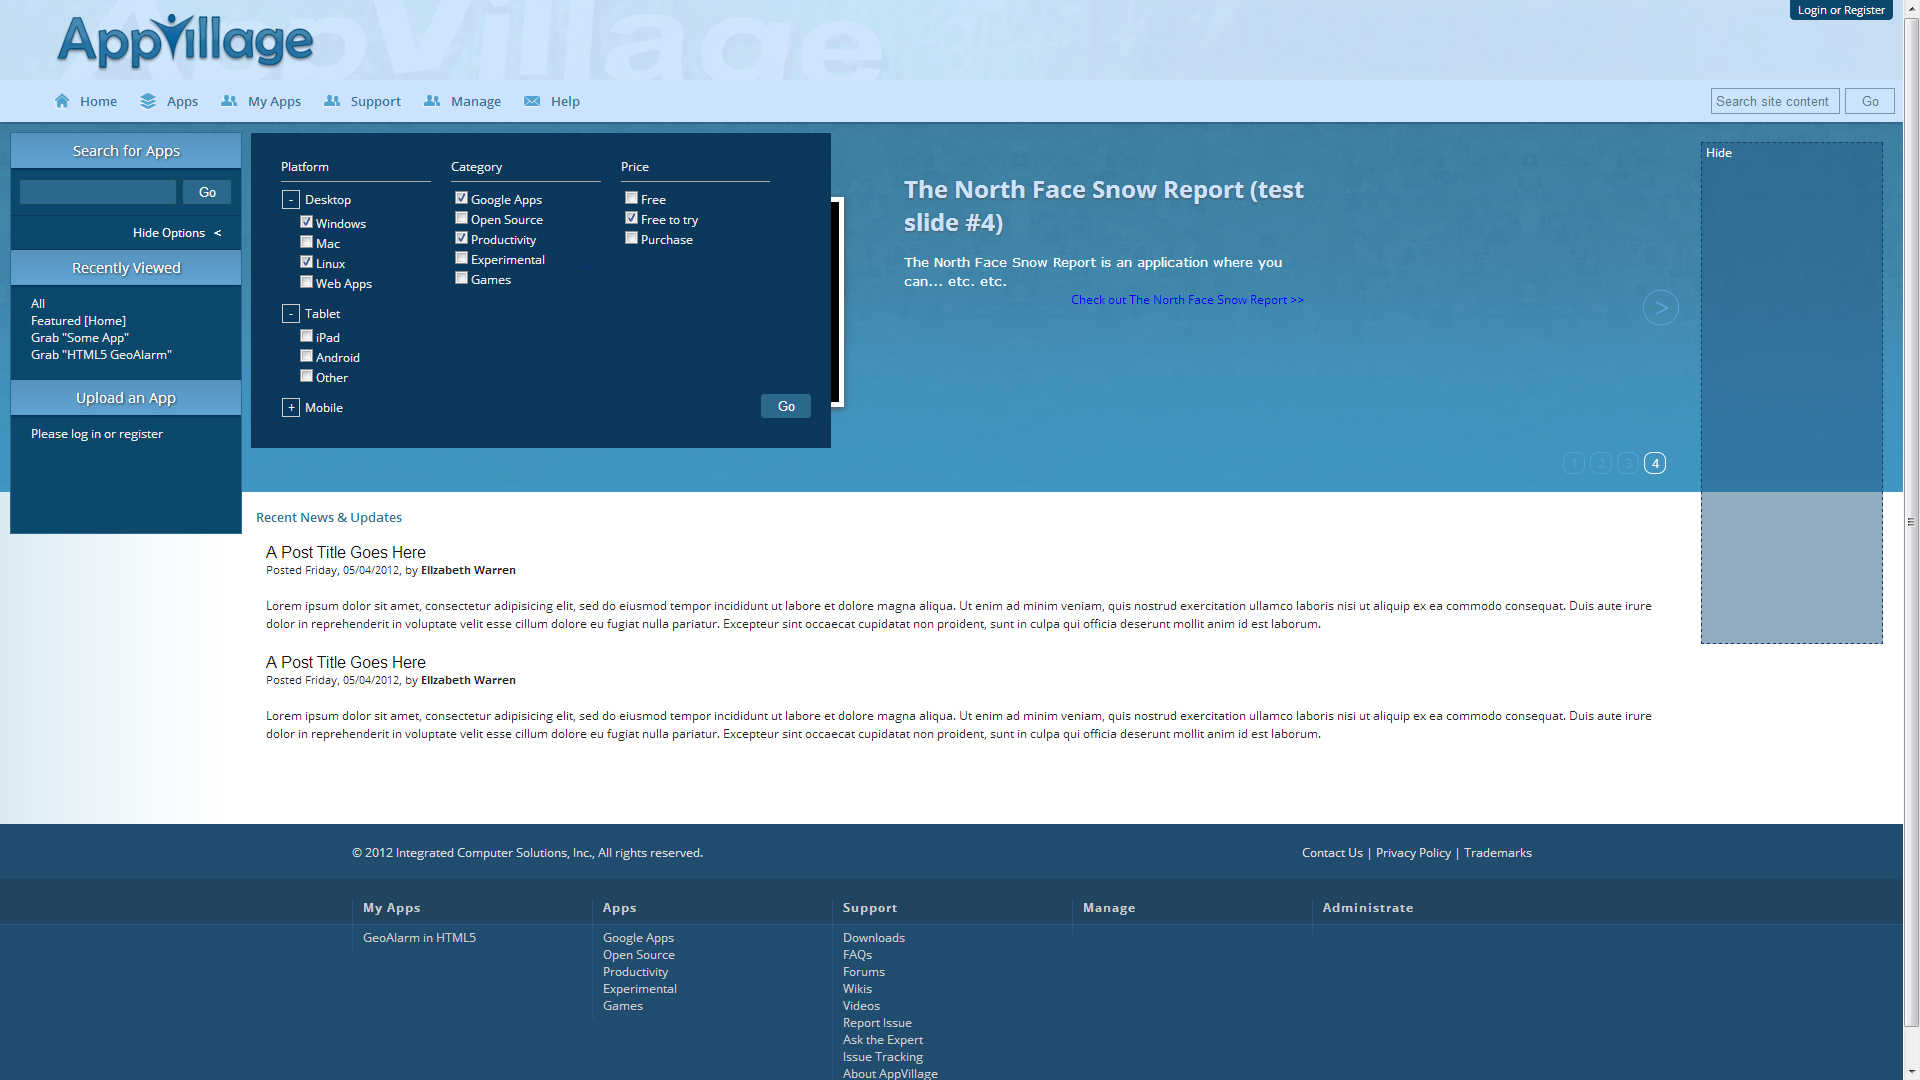 Login or Register
AppVillage
AppVillage
Home
Apps
My Apps
Support
Manage
Help
Search site content
Go
Search for Apps
Go
Hide Options <
Recently Viewed
All
Featured [Home]
Grab "Some App"
Grab "HTML5 GeoAlarm"
Upload an App
Please log in or register
Platform
- Desktop
Windows
Mac
Linux
Web Apps
- Tablet
iPad
Android
Other
+ Mobile
Category
Google Apps
Open Source
Productivity
Experimental
Games
Price
Free
Free to try
Purchase
Go
The North Face Snow Report (test
slide #4)
The North Face Snow Report is an application where you
can... etc. etc.
Check out The North Face Snow Report >>
>
1 2 3 4
Hide
Recent News & Updates
A Post Title Goes Here
Posted Friday, 05/04/2012, by Elizabeth Warren
Lorem ipsum dolor sit amet, consectetur adipisicing elit, sed do eiusmod tempor incididunt ut labore et dolore magna aliqua. Ut enim ad minim veniam, quis nostrud exercitation ullamco laboris nisi ut aliquip ex ea commodo consequat. Duis aute irure
dolor in reprehenderit in voluptate velit esse cillum dolore eu fugiat nulla pariatur. Excepteur sint occaecat cupidatat non proident, sunt in culpa qui officia deserunt mollit anim id est laborum.
A Post Title Goes Here
Posted Friday, 05/04/2012, by Elizabeth Warren
Lorem ipsum dolor sit amet, consectetur adipisicing elit, sed do eiusmod tempor incididunt ut labore et dolore magna aliqua. Ut enim ad minim veniam, quis nostrud exercitation ullamco laboris nisi ut aliquip ex ea commodo consequat. Duis aute irure
dolor in reprehenderit in voluptate velit esse cillum dolore eu fugiat nulla pariatur. Excepteur sint occaecat cupidatat non proident, sunt in culpa qui officia deserunt mollit anim id est laborum.
© 2012 Integrated Computer Solutions, Inc., All rights reserved.
Contact Us | Privacy Policy | Trademarks
My Apps
GeoAlarm in HTML5
Apps
Google Apps
Open Source
Productivity
Experimental
Games
Support
Downloads
FAQs
Forums
Wikis
Videos
Report Issue
Ask the Expert
Issue Tracking
About AppVillage
Manage
Administrate